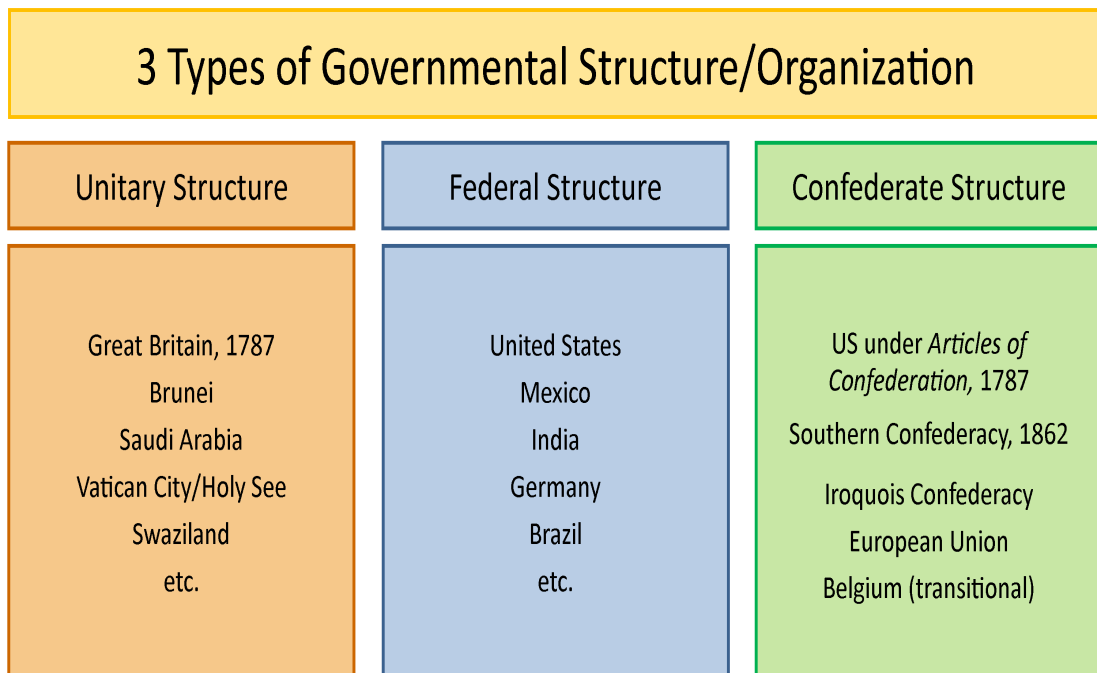 3 Types of Governmental Structure/Organization
Unitary Structure
Great Britain, 1787
Brunei
Saudi Arabia
Vatican City/Holy See
Swaziland
etc.
Federal Structure
United States
Mexico
India
Germany
Brazil
etc.
Confederate Structure
US under Articles of
Confederation, 1787
Southern Confederacy, 1862
Iroquois Confederacy
European Union
Belgium (transitional)